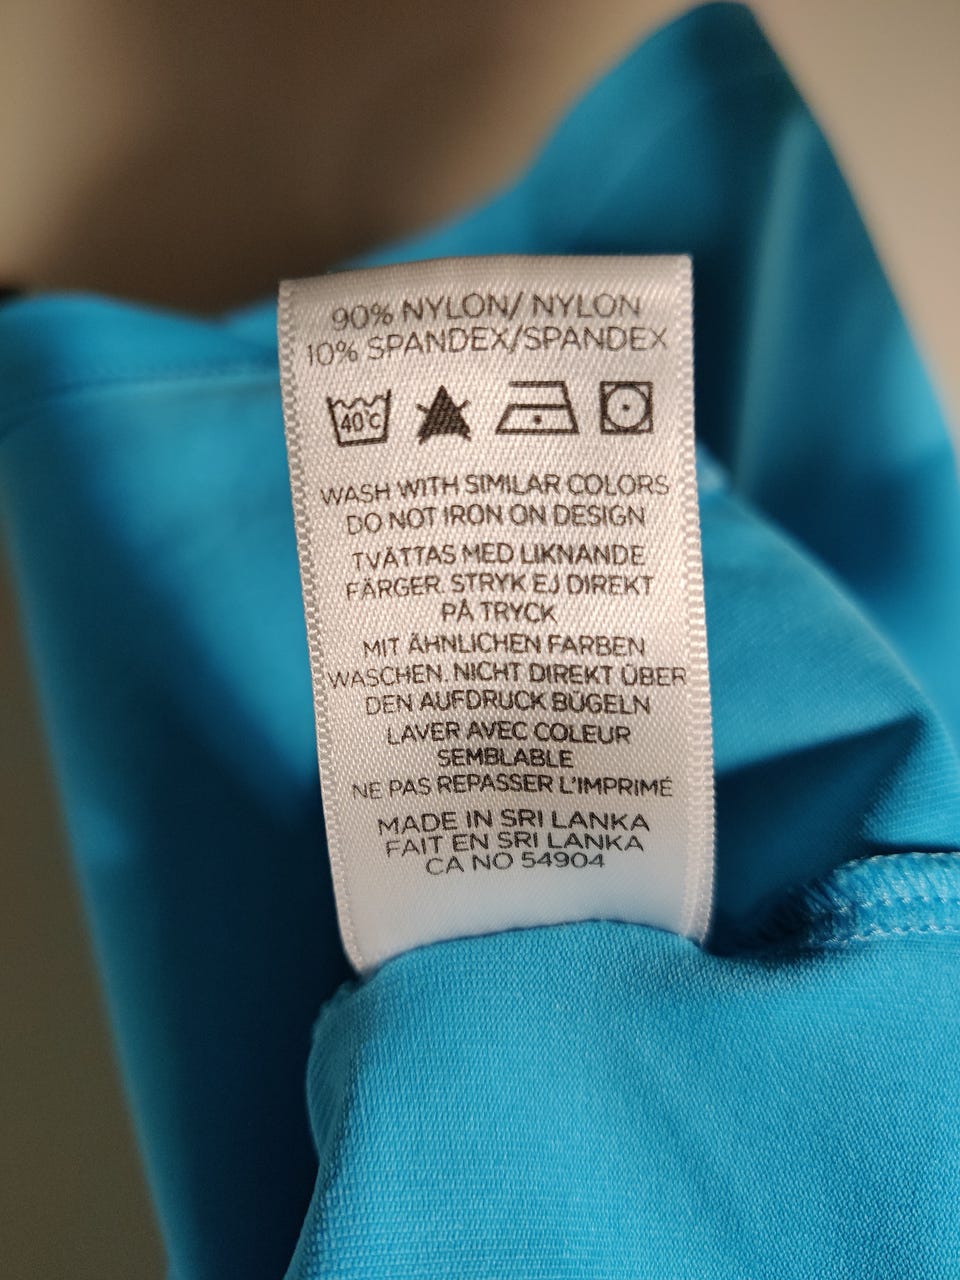 90% NYLON/ NYLON
10% SPANDEX/SPANDEX
40°C
WASH WITH SIMILAR COLORS
DO NOT IRON ON DESIGN
TVÄTTAS MED LIKNANDE
FÄRGER. STRYK EJ DIREKT
PÅ TRYCK
MIT ÄHNLICHEN FARBEN
WASCHEN. NICHT DIREKT ÜBER
DEN AUFDRUCK BÜGELN
LAVER AVEC COLEUR
SEMBLABLE
NE PAS REPASSER L'IMPRIMÉ
MADE IN SRI LANKA
FAIT EN SRI LANKA
CA NO 54904